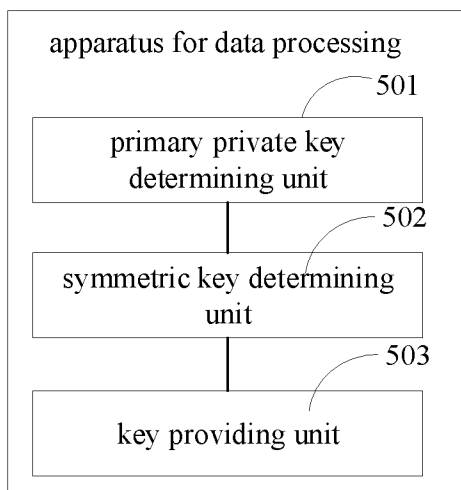 apparatus for data processing
501
primary private key
determining unit
502
symmetric key determining
unit
503
key providing unit